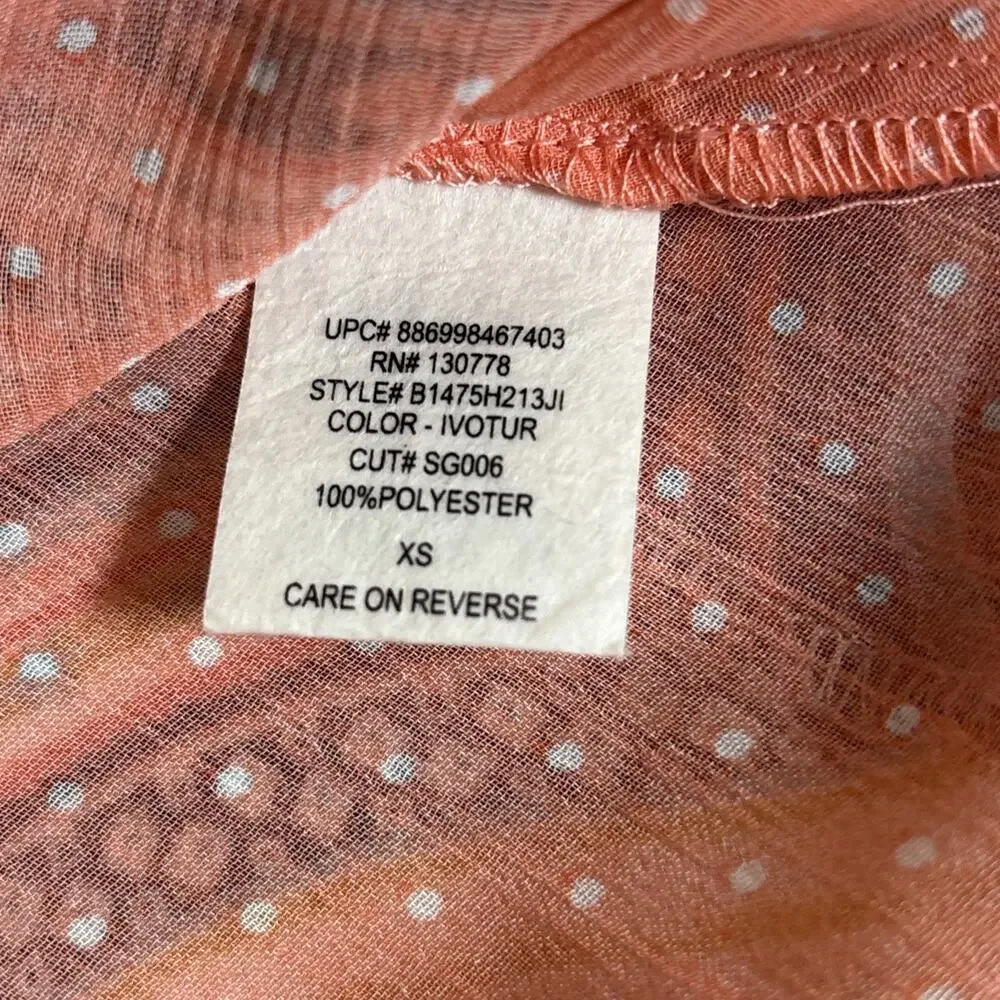 UPC# 886998467403
RN# 130778
STYLE# B1475H213JI
COLOR - IVOTUR
CUT# SG006
100%POLYESTER
XS
CARE ON REVERSE